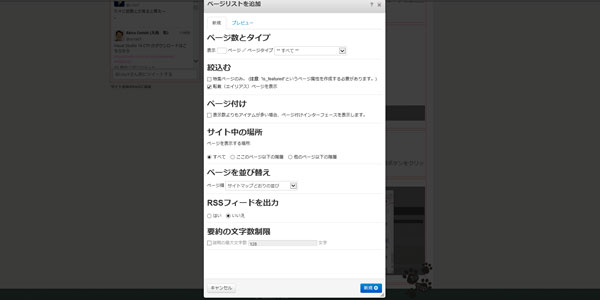 ページリストを追加
新規 プレビュー
ページ数とタイプ
表示 ページ / ページタイプ ** すべて **
絞込む
特集ページのみ。(注意: "is_featured"というページ属性を作成する必要があります。)
転載 (エイリアス) ページを表示
ページ付け
表示数よりもアイテムが多い場合、ページ付けインターフェースを表示します。
サイト中の場所
ページを表示する場所:
すべて ここのページ以下の階層 他のページ以下の階層
ページを並び替え
ページ順 サイトマップどおりの並び
RSSフィードを出力
はい いいえ
要約の文字数制限
説明の最大文字数 128 文字
キャンセル 新規